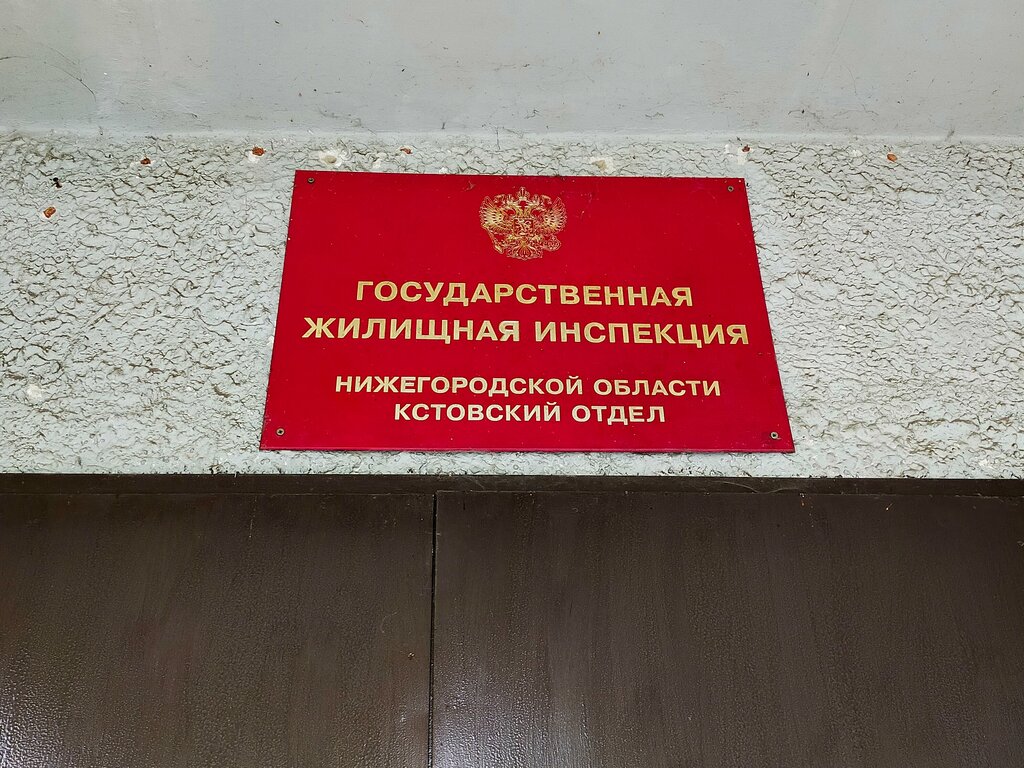 ГОСУДАРСТВЕННАЯ
ЖИЛИЩНАЯ ИНСПЕКЦИЯ
НИЖЕГОРОДСКОЙ ОБЛАСТИ
КСТОВСКИЙ ОТДЕЛ